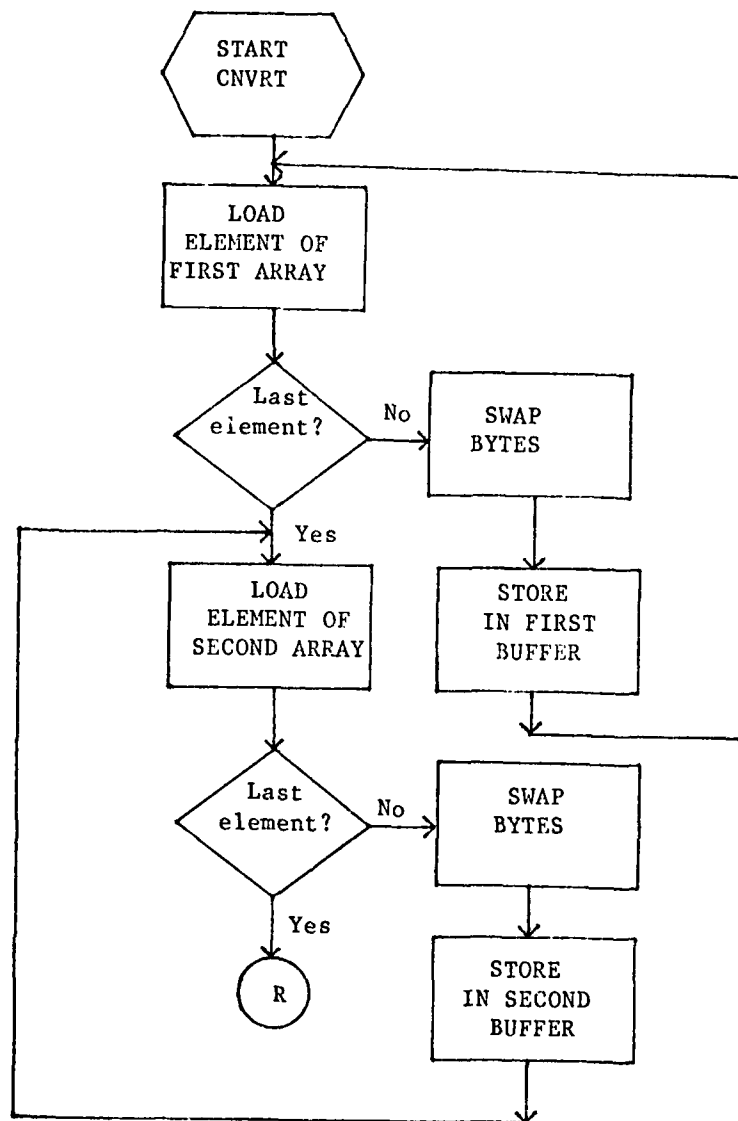 START
CNVRT
LOAD
ELEMENT OF
FIRST ARRAY
Last
element?
No
SWAP
BYTES
Yes
LOAD
ELEMENT OF
SECOND ARRAY
STORE
IN FIRST
BUFFER
Last
element?
No
SWAP
BYTES
Yes
R
STORE
IN SECOND
BUFFER